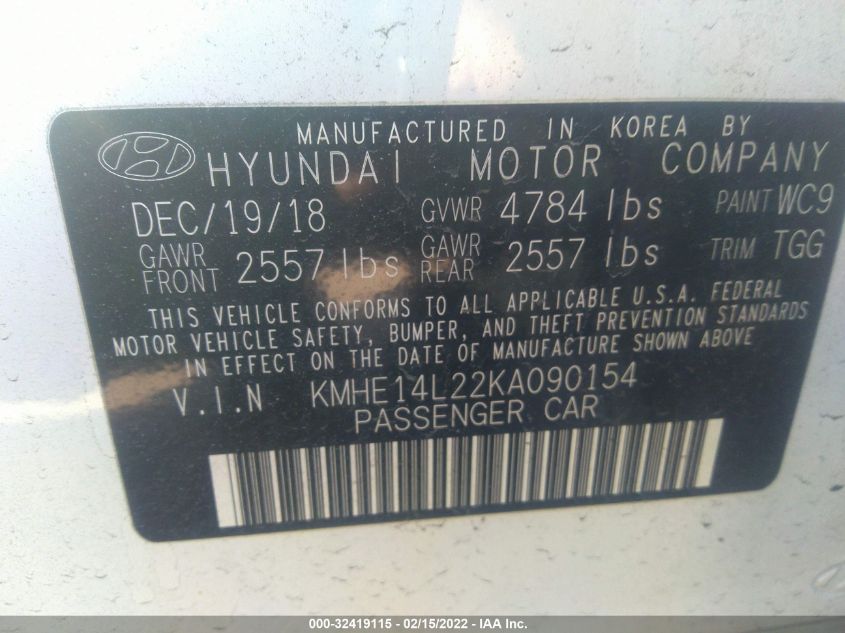 MANUFACTURED IN KOREA BY
HYUNDAI MOTOR COMPANY
DEC/19/18 GVWR 4784 lbs PAINT WC9
GAWR FRONT 2557 lbs GAWR REAR 2557 lbs TRIM TGG
THIS VEHICLE CONFORMS TO ALL APPLICABLE U.S.A. FEDERAL
MOTOR VEHICLE SAFETY, BUMPER, AND THEFT PREVENTION STANDARDS
IN EFFECT ON THE DATE OF MANUFACTURE SHOWN ABOVE
V.I.N KMHE14L22KA090154
PASSENGER CAR
000-32419115 - 02/15/2022 - IAA Inc.